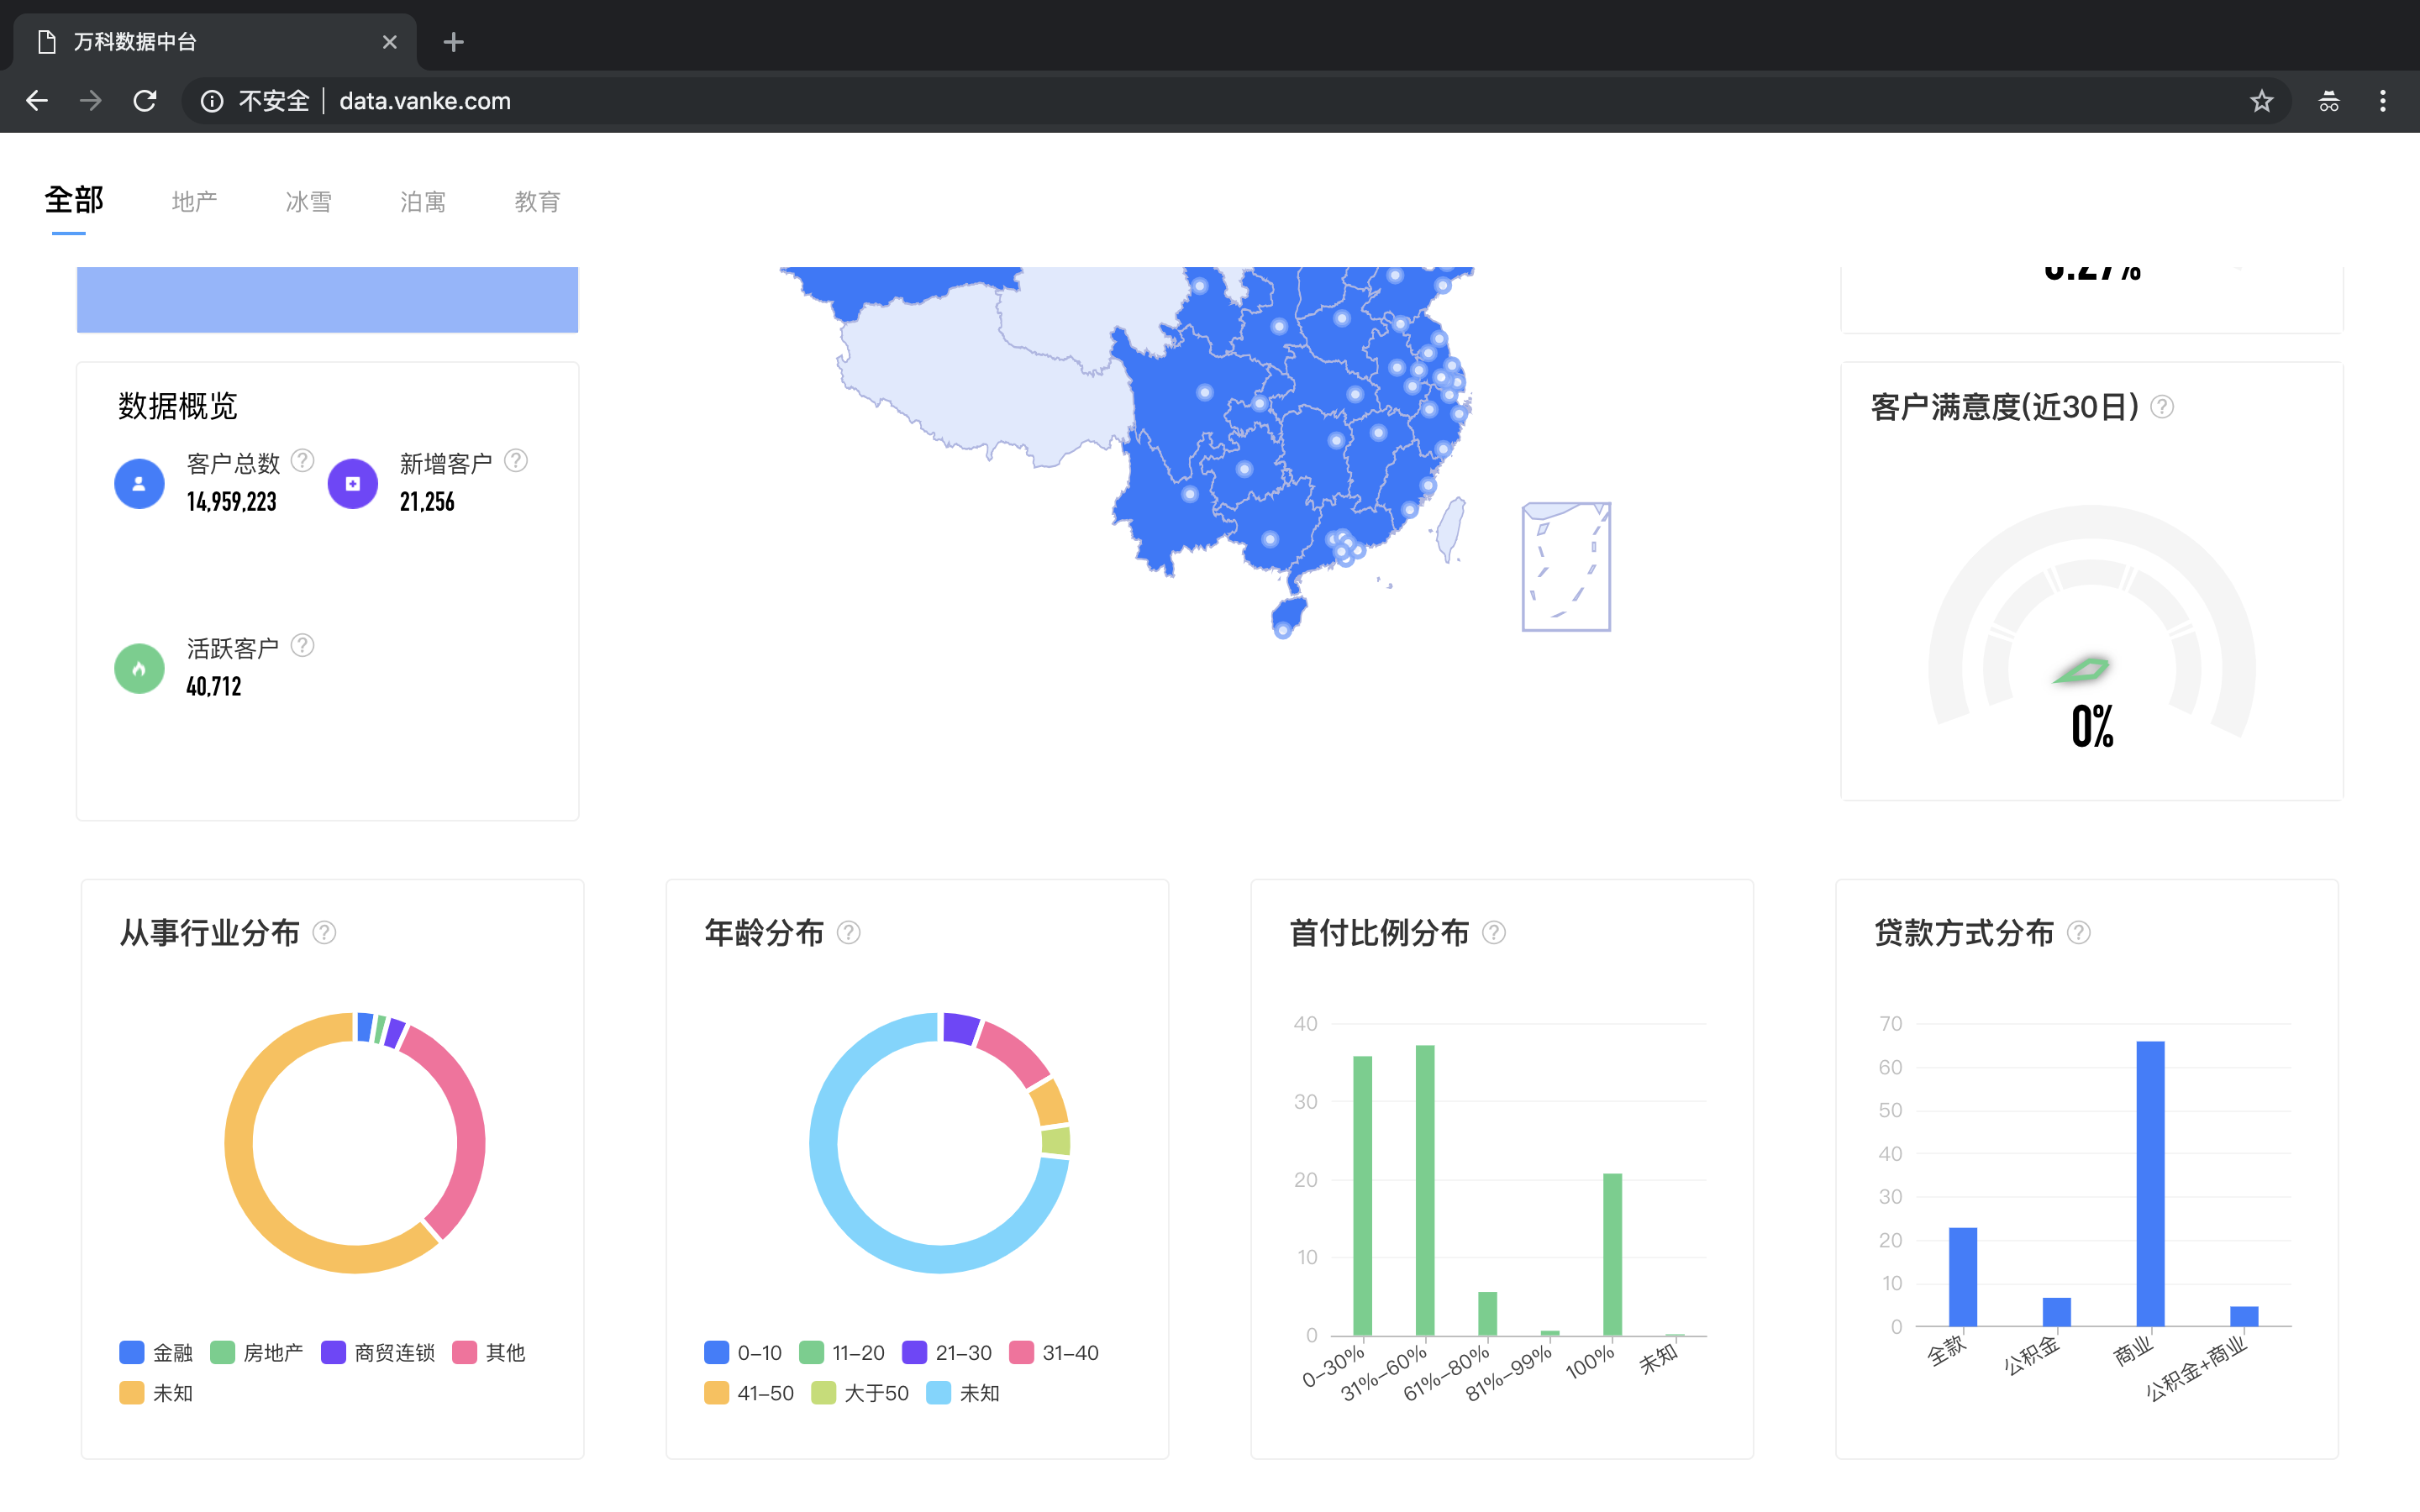 万科数据中台
不安全 data.vanke.com
全部 地产 冰雪 泊寓 教育
数据概览
客户总数
14,959,223
新增客户
21,256
活跃客户
40,712
客户满意度(近30日)
0%
从事行业分布
金融 房地产 商贸连锁 其他
未知
年龄分布
0-10 11-20 21-30 31-40
41-50 大于50 未知
首付比例分布
40
30
20
10
0
0-30% 31%-60% 61%-80% 81%-99% 100% 未知
贷款方式分布
70
60
50
40
30
20
10
0
全款 公积金 商业 公积金+商业